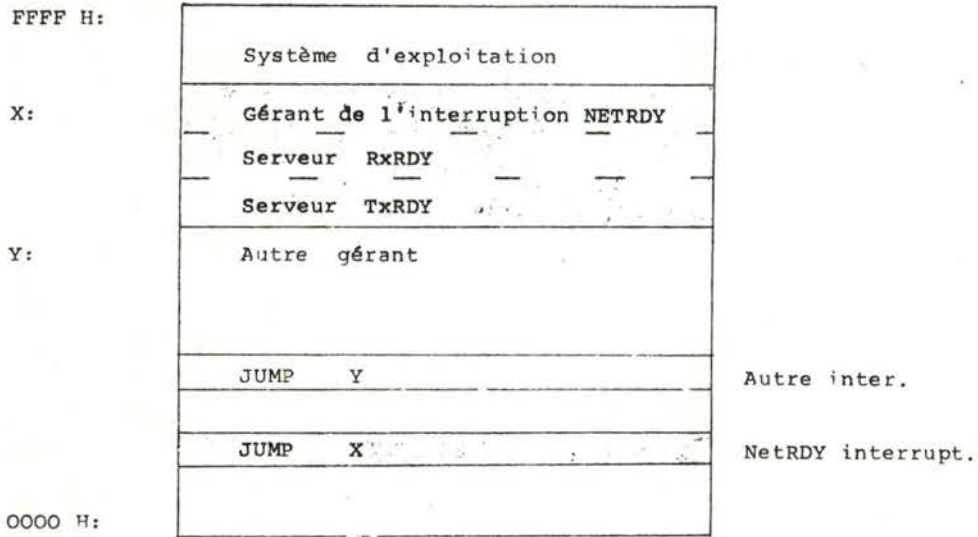 FFFF H:
Système d'exploitation
X: Gérant de l'interruption NETRDY
Serveur RxRDY
Serveur TxRDY
Y: Autre gérant
JUMP Y Autre inter.
JUMP X NetRDY interrupt.
0000 H: